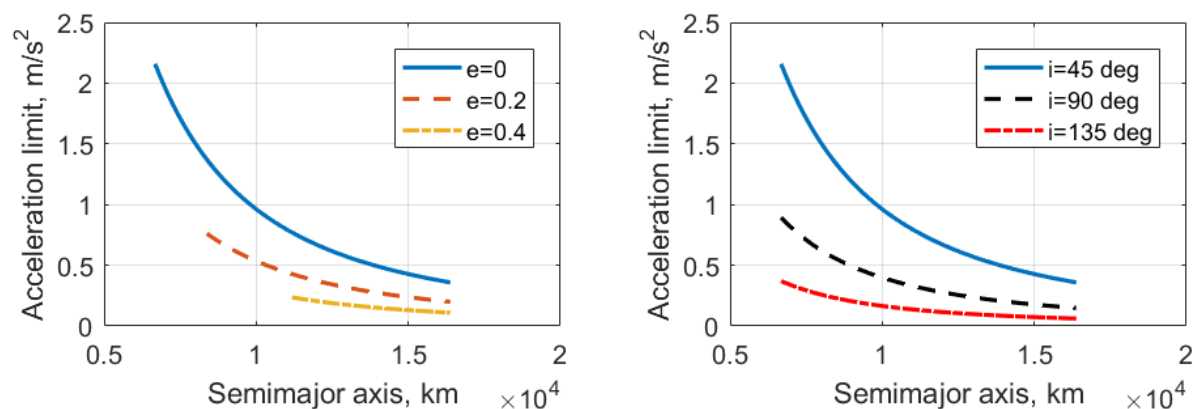 2.5
2
1.5
1
0.5
0
Acceleration limit, m/s²
e=0
e=0.2
e=0.4
0.5 1 1.5 2
Semimajor axis, km ×10⁴
2.5
2
1.5
1
0.5
0
Acceleration limit, m/s²
i=45 deg
i=90 deg
i=135 deg
0.5 1 1.5 2
Semimajor axis, km ×10⁴